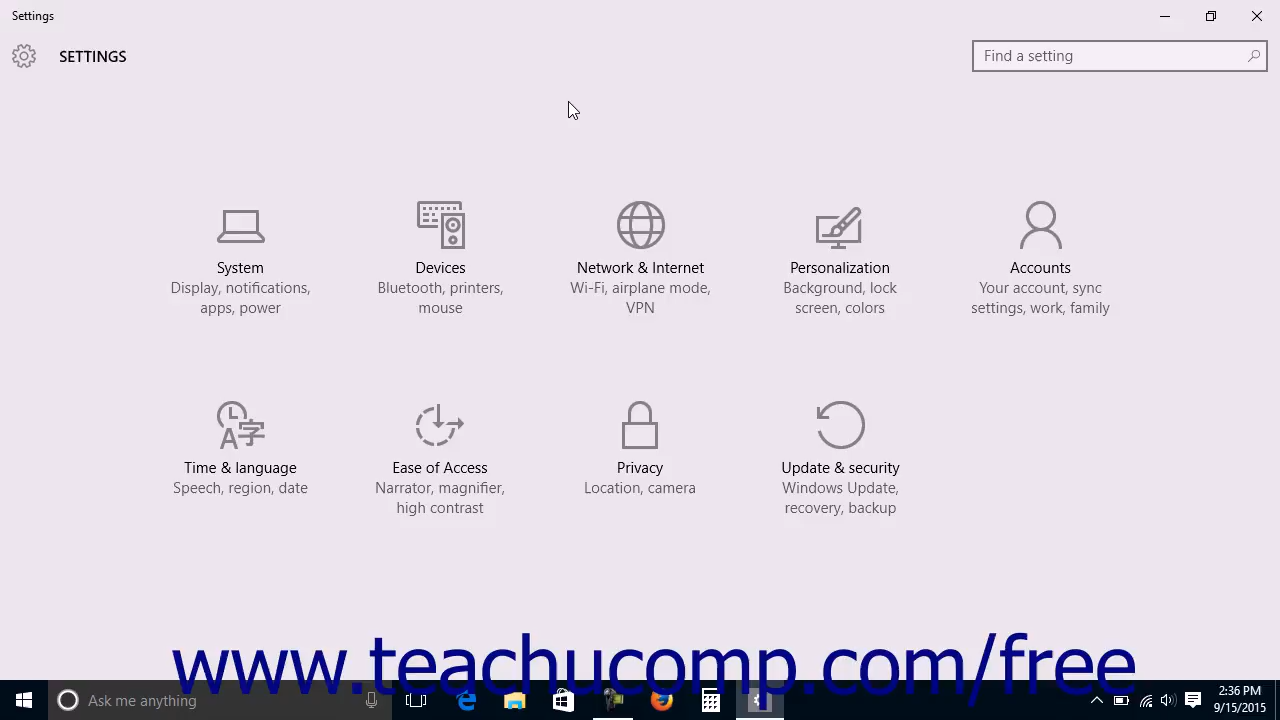 Settings
SETTINGS
Find a setting
System
Display, notifications,
apps, power
Devices
Bluetooth, printers,
mouse
Network & Internet
Wi-Fi, airplane mode,
VPN
Personalization
Background, lock
screen, colors
Accounts
Your account, sync
settings, work, family
Time & language
Speech, region, date
Ease of Access
Narrator, magnifier,
high contrast
Privacy
Location, camera
Update & security
Windows Update,
recovery, backup
www.teachucomp.com/free
Ask me anything
2:36 PM
9/15/2015